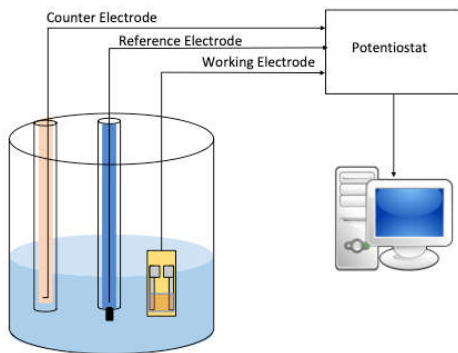 Counter Electrode
Reference Electrode
Working Electrode
Potentiostat